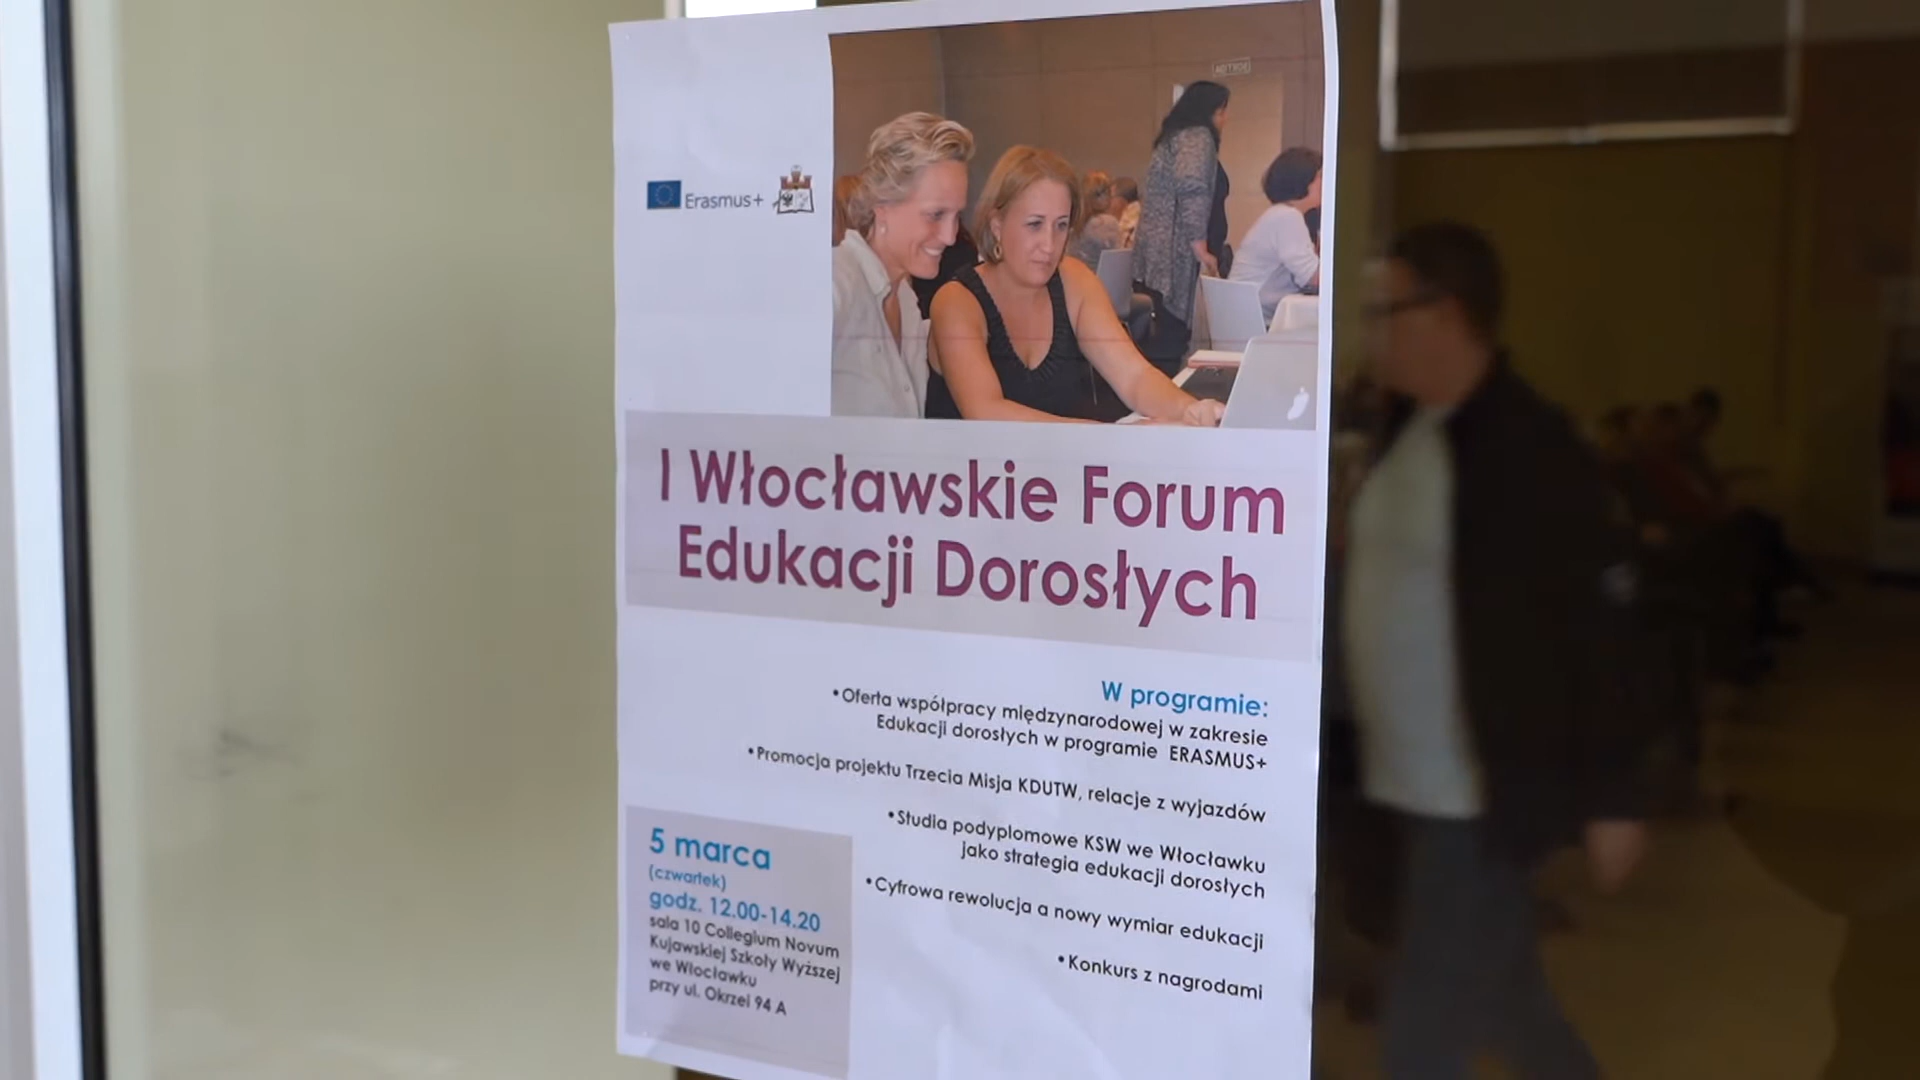 Erasmus+
I Włocławskie Forum
Edukacji Dorosłych
W programie:
•Oferta współpracy międzynarodowej w zakresie
Edukacji dorosłych w programie ERASMUS+
•Promocja projektu Trzecia Misja KDUTW, relacje z wyjazdów
•Studia podyplomowe KSW we Włocławku
jako strategia edukacji dorosłych
•Cyfrowa rewolucja a nowy wymiar edukacji
•Konkurs z nagrodami
5 marca
(czwartek)
godz. 12.00-14.20
sala 10 Collegium Novum
Kujawskiej Szkoły Wyższej
we Włocławku
przy ul. Okrzei 94 A